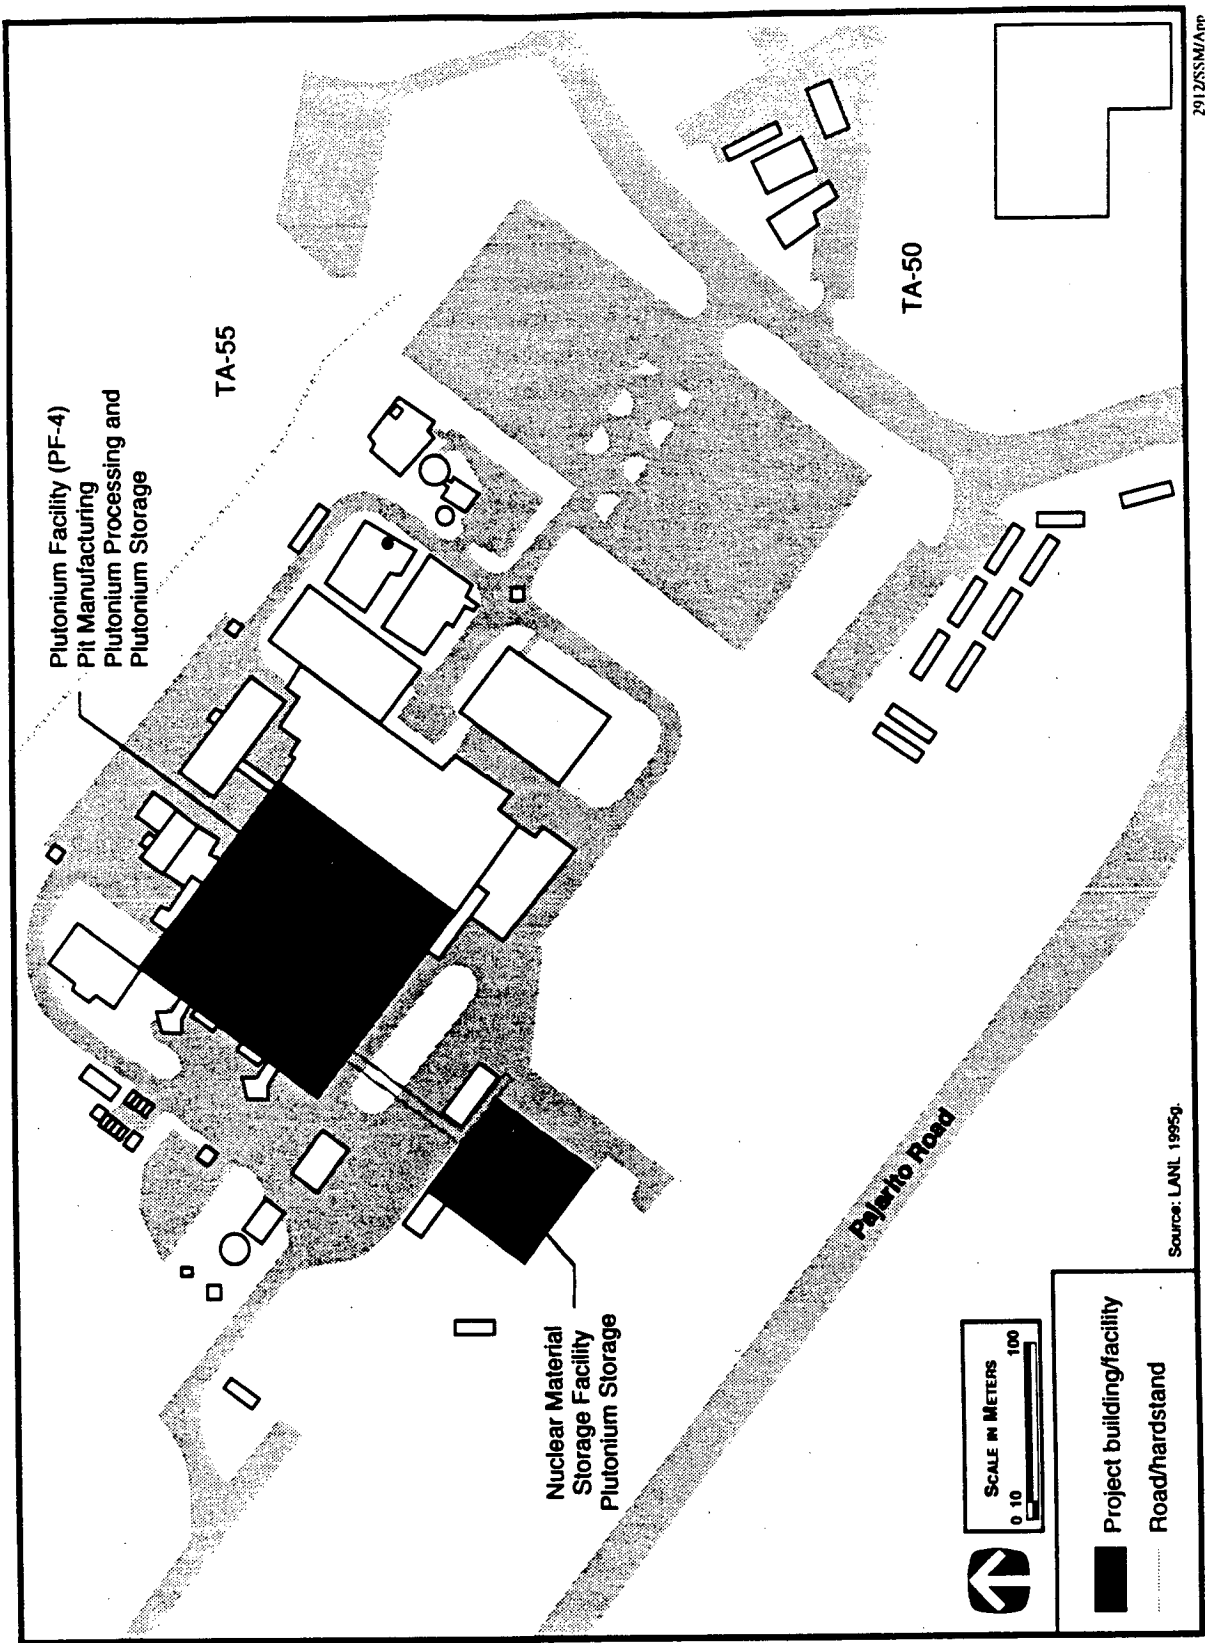 Plutonium Facility (PF-4)
Pit Manufacturing
Plutonium Processing and
Plutonium Storage
TA-55
TA-50
Nuclear Material
Storage Facility
Plutonium Storage
Pajarito Road
SCALE IN METERS
0 10 100
Project building/facility
Road/hardstand
Source: LANL 1995g.
2912/SSM/App